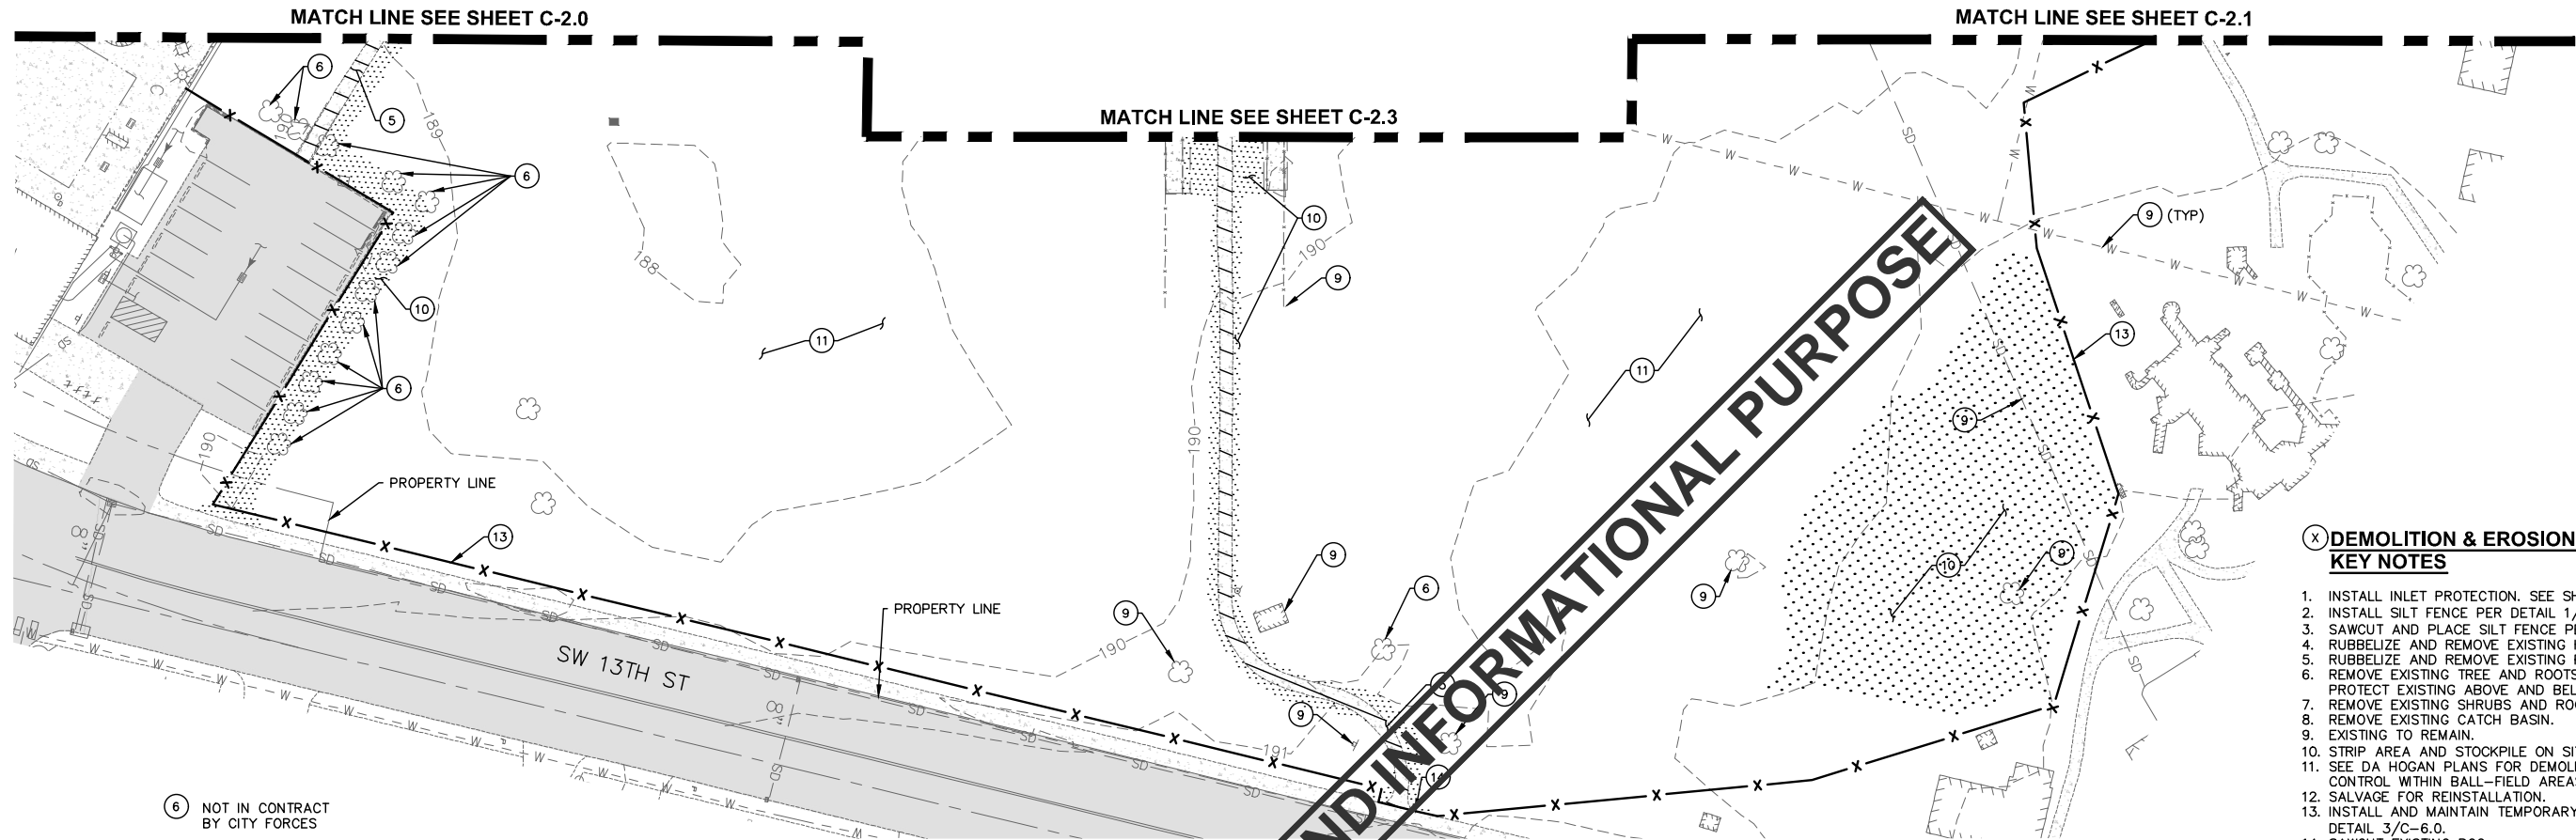 MATCH LINE SEE SHEET C-2.0
MATCH LINE SEE SHEET C-2.1
MATCH LINE SEE SHEET C-2.3
6
5
189
190
6
10
6
188
11
10
190
9
190
11
9 (TYP)
13
9
9
10
9
190
PROPERTY LINE
13
PROPERTY LINE
SW 13TH ST
8"
8"
9
190
9
6
9
9
191
14
SD
W
X
AND INFORMATIONAL PURPOSE
6 NOT IN CONTRACT
BY CITY FORCES
X DEMOLITION & EROSION
KEY NOTES
1. INSTALL INLET PROTECTION. SEE
2. INSTALL SILT FENCE PER DETAIL 1/
3. SAWCUT AND PLACE SILT FENCE
4. RUBBELIZE AND REMOVE EXISTING
5. RUBBELIZE AND REMOVE EXISTING
6. REMOVE EXISTING TREE AND ROOTS
PROTECT EXISTING ABOVE AND
7. REMOVE EXISTING SHRUBS AND
8. REMOVE EXISTING CATCH BASIN.
9. EXISTING TO REMAIN.
10. STRIP AREA AND STOCKPILE ON
11. SEE DA HOGAN PLANS FOR
CONTROL WITHIN BALL-FIELD
12. SALVAGE FOR REINSTALLATION.
13. INSTALL AND MAINTAIN TEMPORARY
DETAIL 3/C-6.0.